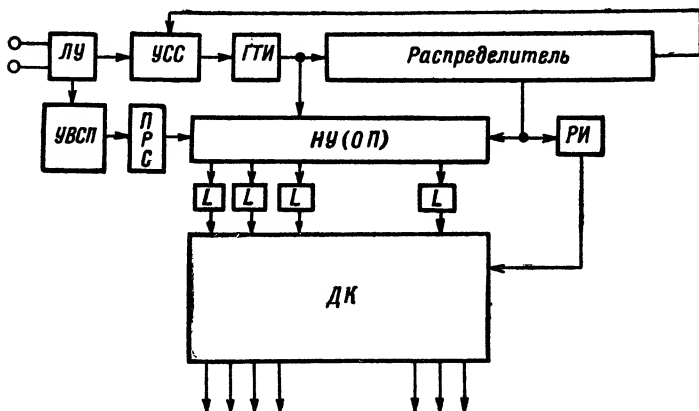 ЛУ
УСС
ГТИ
Распределитель
УВСП
П
Р
С
НУ(ОП)
РИ
L
L
L
L
ДК